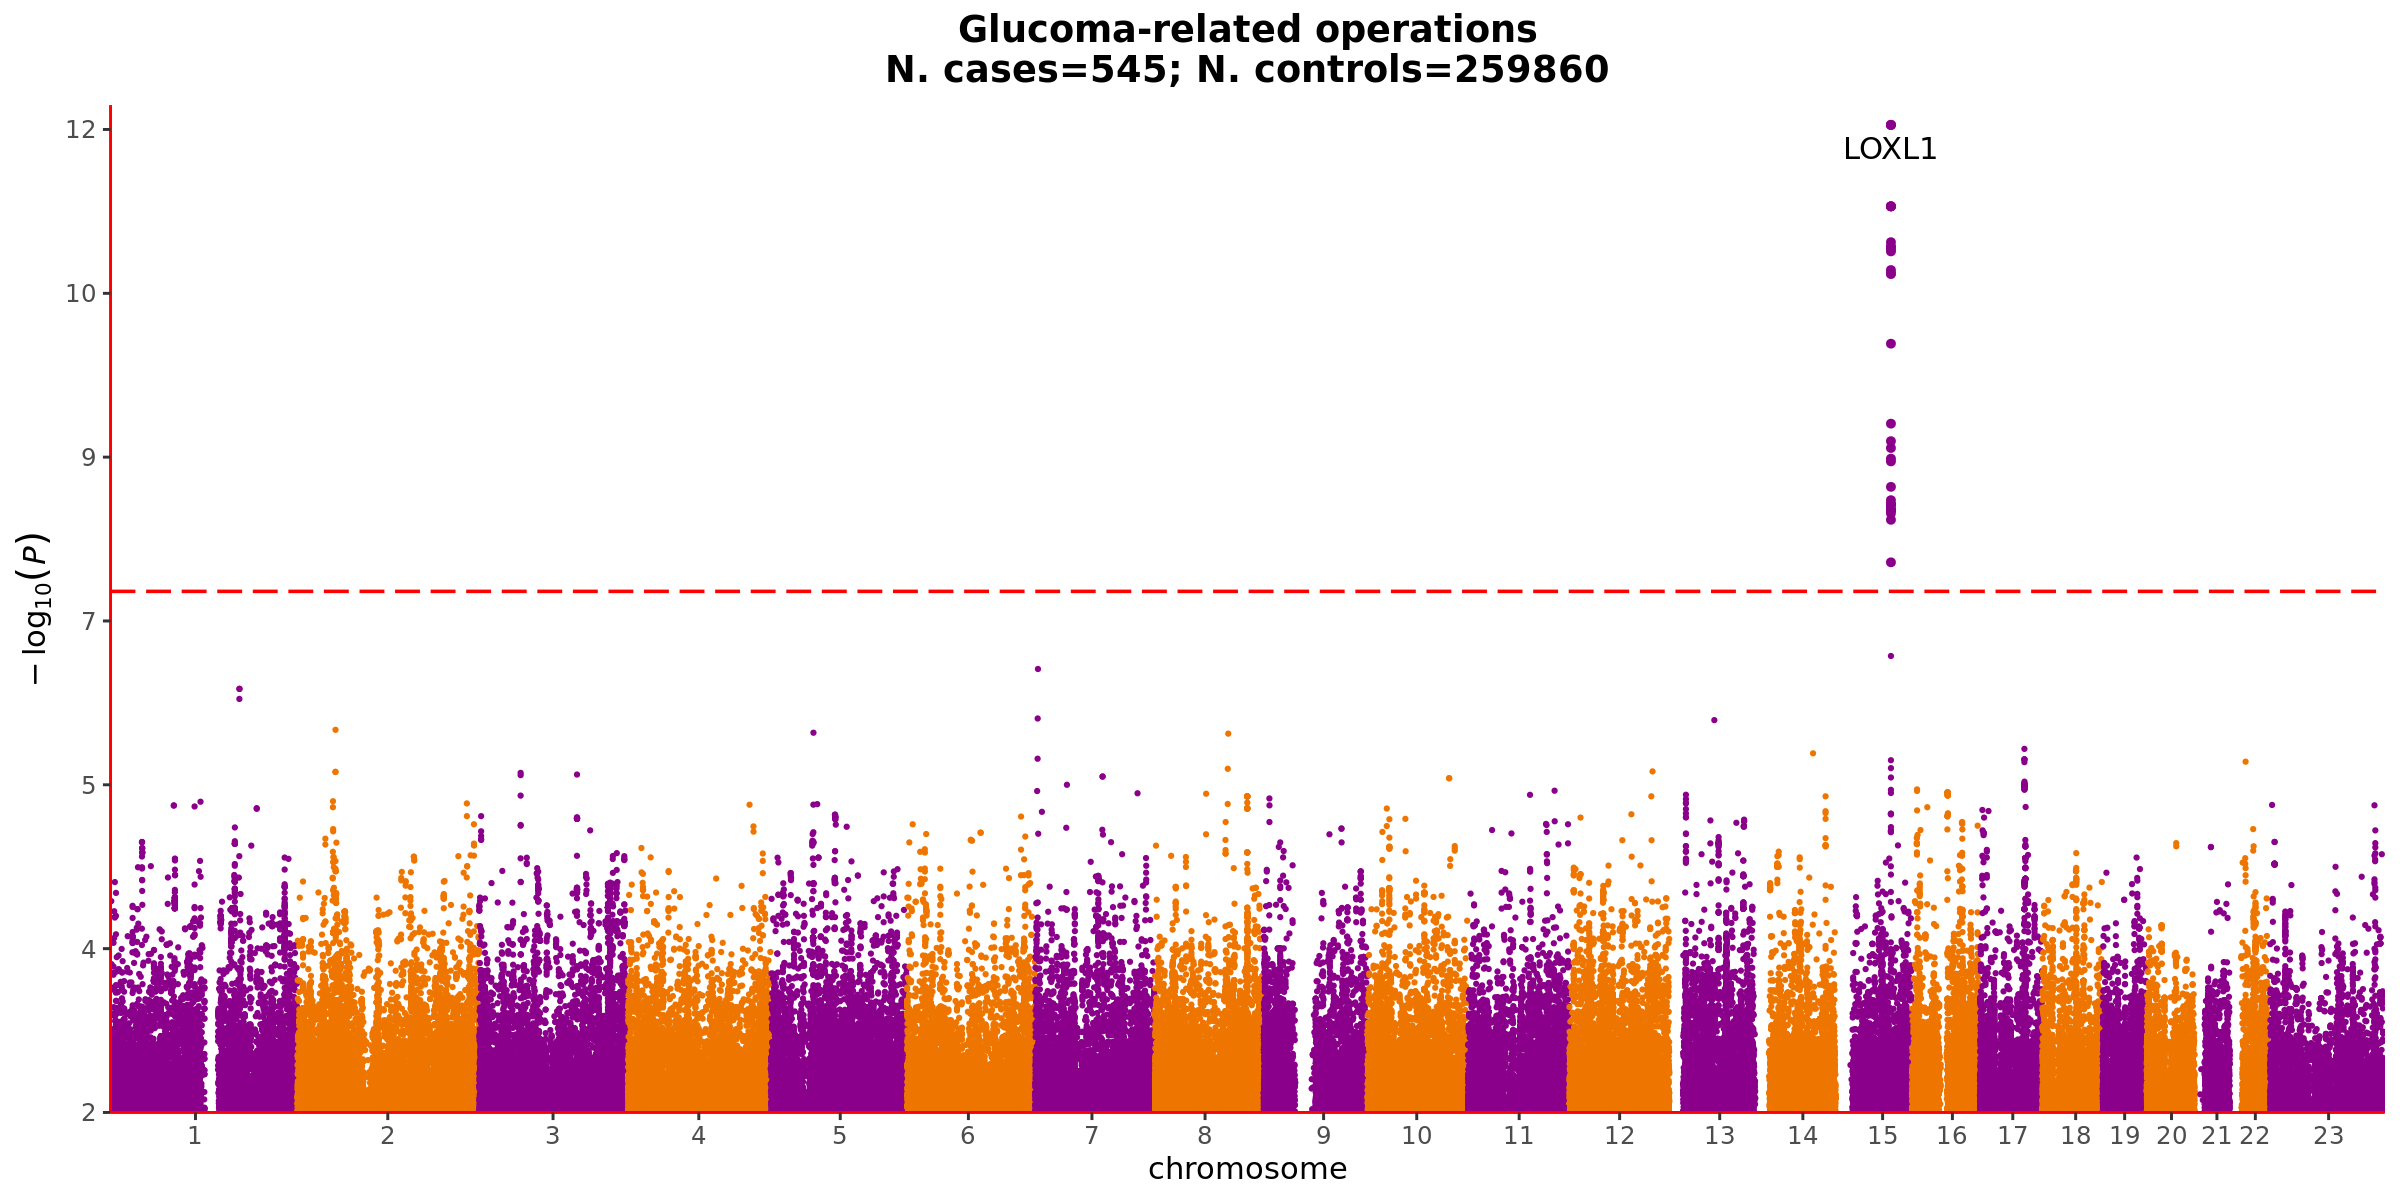 Glucoma-related operations
N. cases=545; N. controls=259860
12
LOXL1
10
9
7
5
4
2
− log10(P)
1 2 3 4 5 6 7 8 9 10 11 12 13 14 15 16 17 18 19 20 21 22 23
chromosome